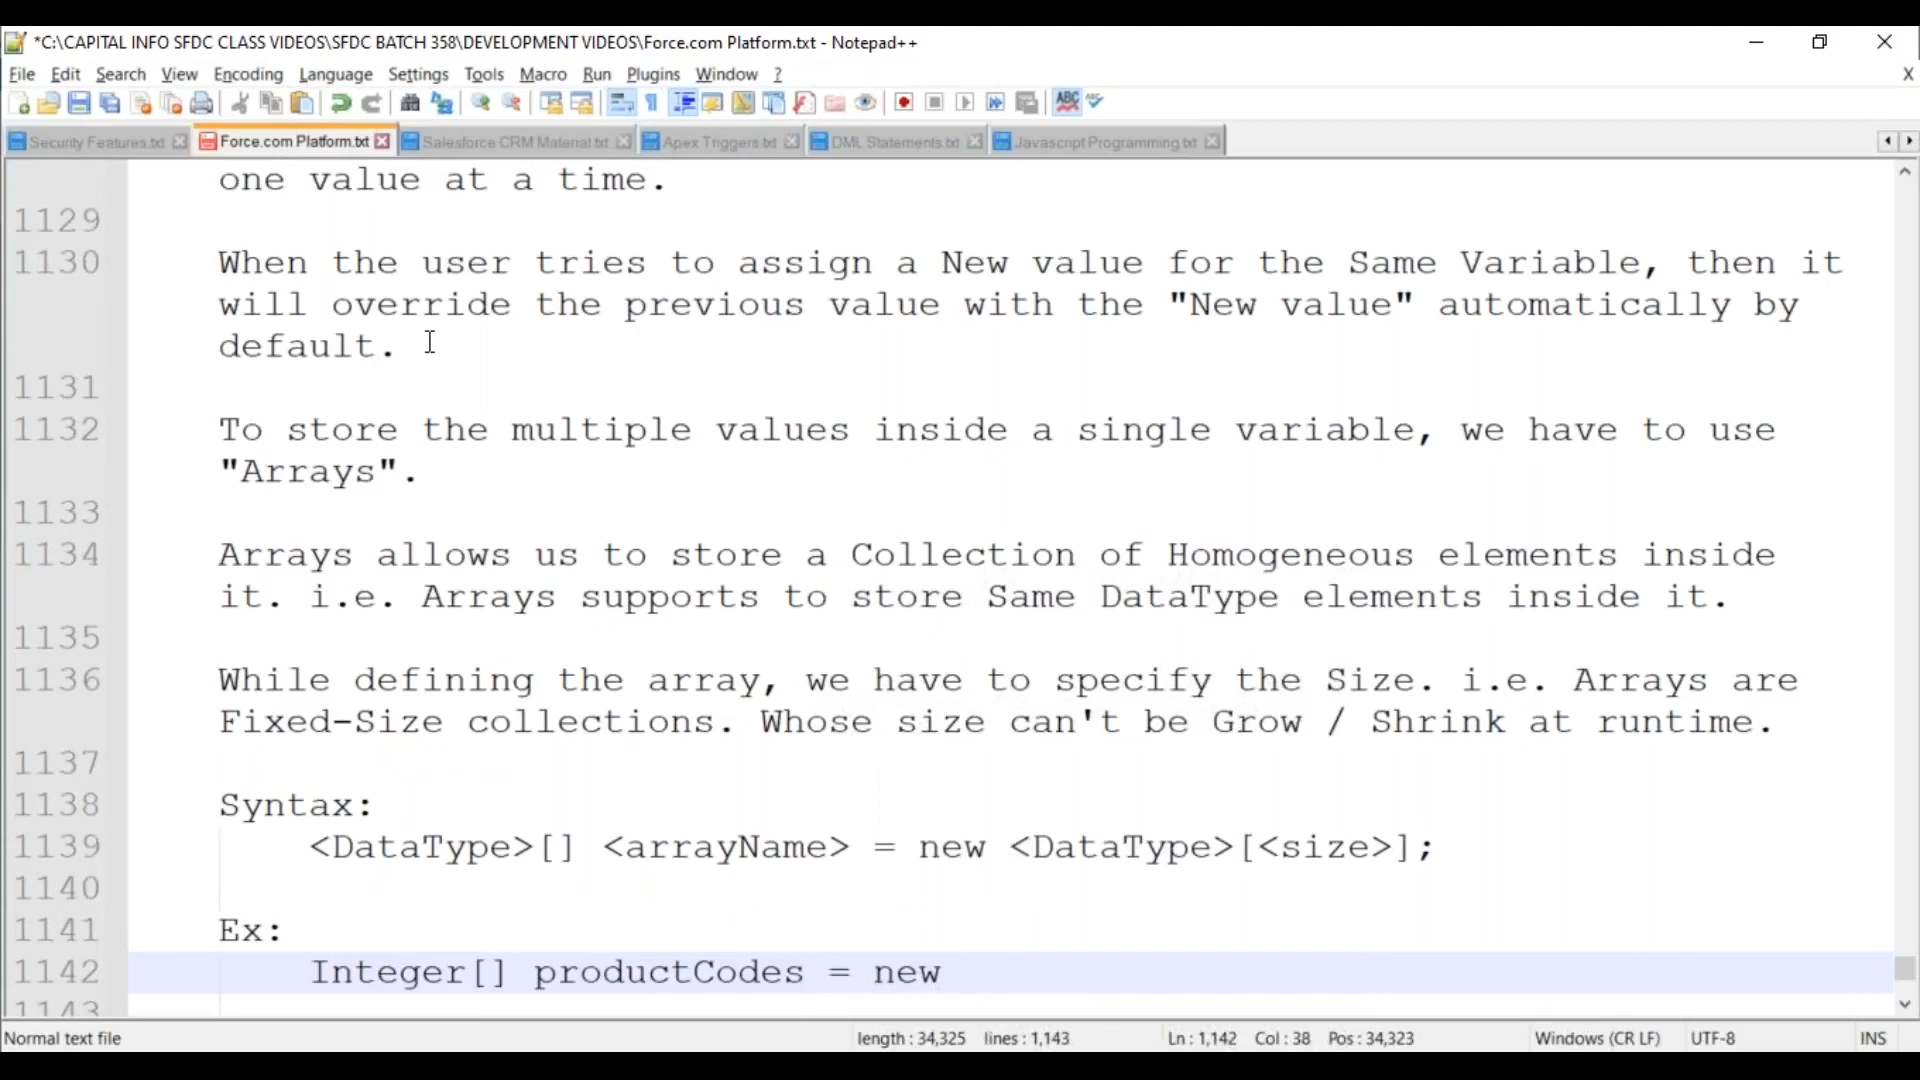 *C:\CAPITAL INFO SFDC CLASS VIDEOS\SFDC BATCH 358\DEVELOPMENT VIDEOS\Force.com Platform.txt - Notepad++
File Edit Search View Encoding Language Settings Tools Macro Run Plugins Window ? X
Security Features.txt Force.com Platform.txt Salesforce CRM Material.txt Apex Triggers.txt DML Statements.txt Javascript Programming.txt
one value at a time.
1129
1130 When the user tries to assign a New value for the Same Variable, then it
will override the previous value with the "New value" automatically by
default.
1131
1132 To store the multiple values inside a single variable, we have to use
"Arrays".
1133
1134 Arrays allows us to store a Collection of Homogeneous elements inside
it. i.e. Arrays supports to store Same DataType elements inside it.
1135
1136 While defining the array, we have to specify the Size. i.e. Arrays are
Fixed-Size collections. Whose size can't be Grow / Shrink at runtime.
1137
1138 Syntax:
1139 <DataType>[] <arrayName> = new <DataType>[<size>];
1140
1141 Ex:
1142 Integer[] productCodes = new
1143
Normal text file length : 34,325 lines : 1,143 Ln : 1,142 Col : 38 Pos : 34,323 Windows (CR LF) UTF-8 INS